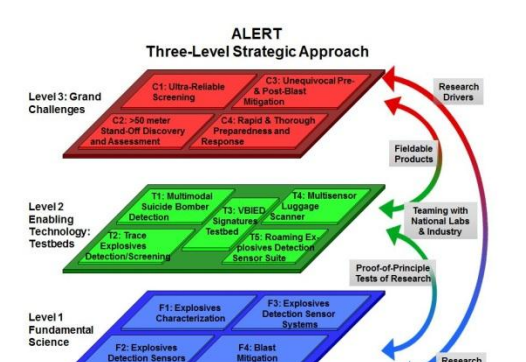 ALERT
Three-Level Strategic Approach
Level 3: Grand
Challenges
C1: Ultra-Reliable
Screening
C3: Unequivocal Pre-
& Post-Blast
Mitigation
C2: >50 meter
Stand-Off Discovery
and Assessment
C4: Rapid & Thorough
Preparedness and
Response
Research
Drivers
Fieldable
Products
Level 2
Enabling
Technology:
Testbeds
T1: Multimodal
Suicide Bomber
Detection
T3: VBIED
Signatures
Testbed
T4: Multisensor
Luggage
Scanner
T2: Trace
Explosives
Detection/Screening
T5: Roaming Ex-
plosives Detection
Sensor Suite
Teaming with
National Labs
& Industry
Proof-of-Principle
Tests of Research
Level 1
Fundamental
Science
F1: Explosives
Characterization
F3: Explosives
Detection Sensor
Systems
F2: Explosives
Detection Sensors
F4: Blast
Mitigation
Research